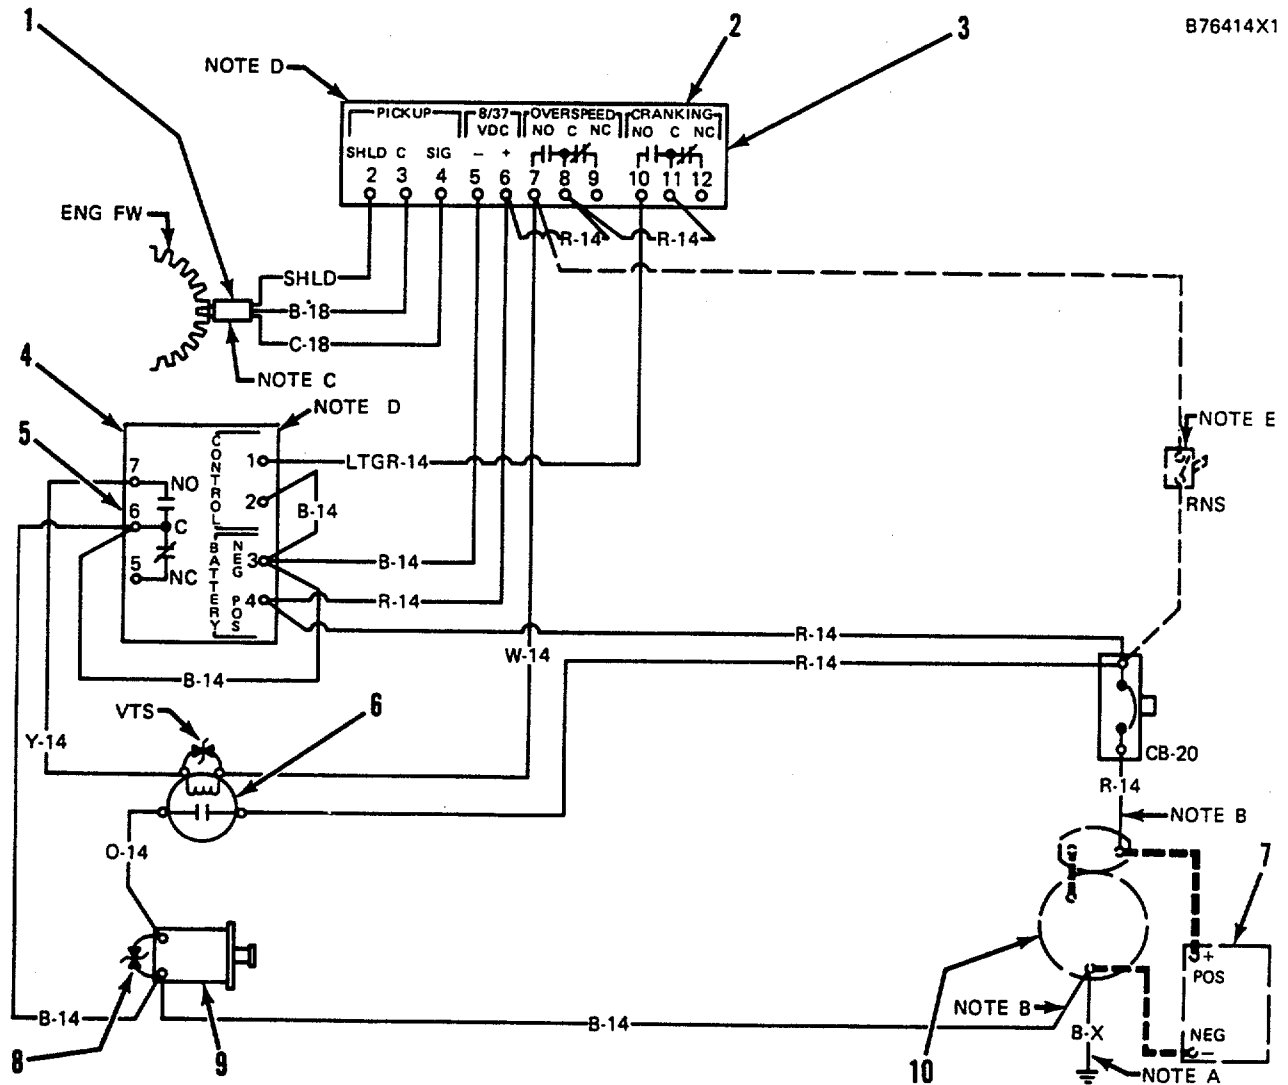 1
2
3
B76414X1
NOTE D
PICKUP 8/37 OVERSPEED CRANKING
VDC NO C NC NO C NC
SHLD C SIG − +
2 3 4 5 6 7 8 9 10 11 12
ENG FW
R-14 R-14
SHLD
B-18
C-18
4
NOTE C
NOTE D
NOTE E
5
CONTROL
7
NO
1
LTGR-14
2
B-14
RNS
6
C
BATTERY
NEG
3
B-14
5
NC
POS
4
R-14
R-14
W-14
R-14
B-14
VTS
6
Y-14
CB-20
R-14
NOTE B
O-14
7
+
POS
10
NOTE B
B-14
B-14
B-X
NEG
−
8
9
NOTE A